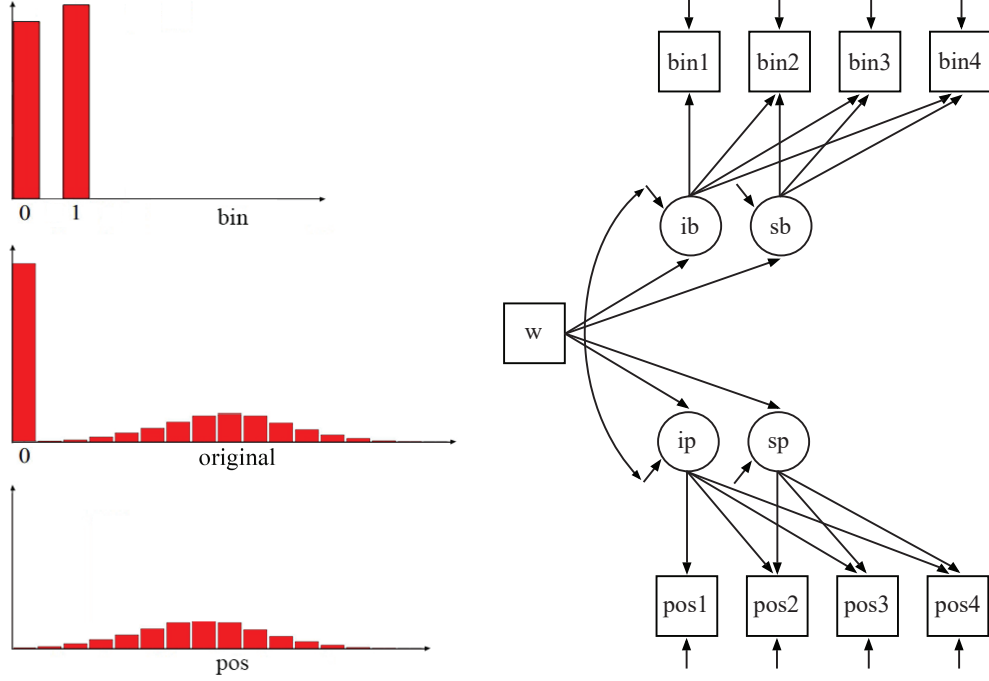 0 1
bin
0
original
pos
bin1 bin2 bin3 bin4
ib sb
w
ip sp
pos1 pos2 pos3 pos4